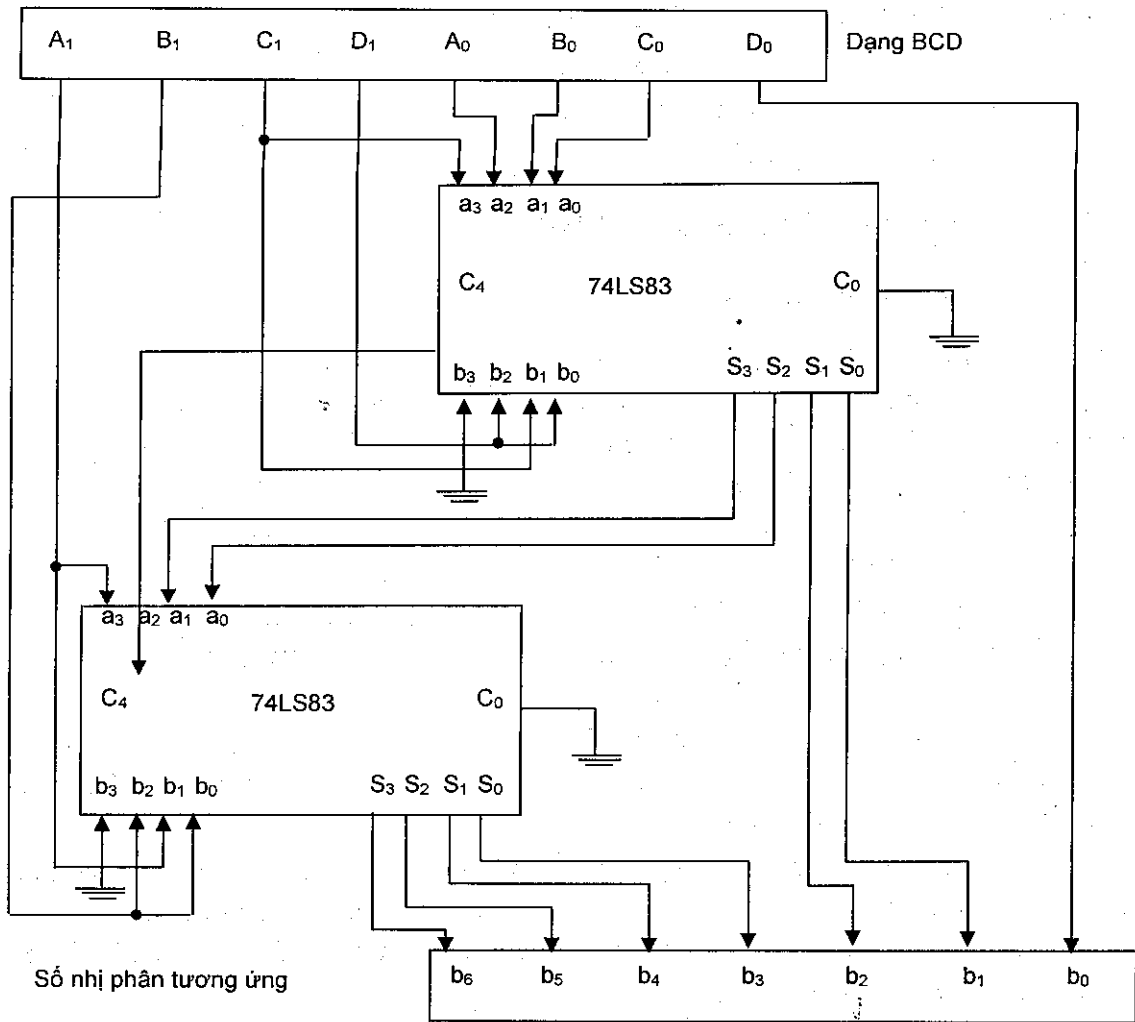 A₁ B₁ C₁ D₁ A₀ B₀ C₀ D₀ Dạng BCD
a₃ a₂ a₁ a₀
C₄ 74LS83 C₀
b₃ b₂ b₁ b₀ S₃ S₂ S₁ S₀
a₃ a₂ a₁ a₀
C₄ 74LS83 C₀
b₃ b₂ b₁ b₀ S₃ S₂ S₁ S₀
Số nhị phân tương ứng b₆ b₅ b₄ b₃ b₂ b₁ b₀